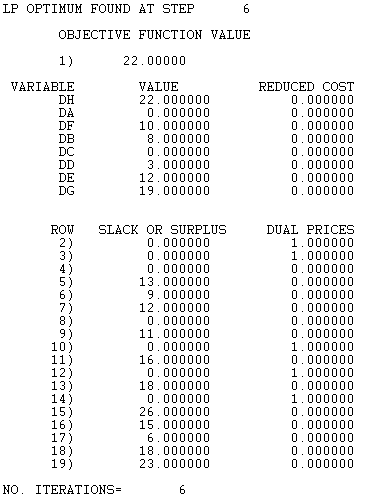 LP OPTIMUM FOUND AT STEP 6
OBJECTIVE FUNCTION VALUE
1) 22.00000
VARIABLE VALUE REDUCED COST
DH 22.000000 0.000000
DA 0.000000 0.000000
DF 10.000000 0.000000
DB 8.000000 0.000000
DC 0.000000 0.000000
DD 3.000000 0.000000
DE 12.000000 0.000000
DG 19.000000 0.000000
ROW SLACK OR SURPLUS DUAL PRICES
2) 0.000000 1.000000
3) 0.000000 1.000000
4) 0.000000 0.000000
5) 13.000000 0.000000
6) 9.000000 0.000000
7) 12.000000 0.000000
8) 0.000000 0.000000
9) 11.000000 0.000000
10) 0.000000 1.000000
11) 16.000000 0.000000
12) 0.000000 1.000000
13) 18.000000 0.000000
14) 0.000000 1.000000
15) 26.000000 0.000000
16) 15.000000 0.000000
17) 6.000000 0.000000
18) 18.000000 0.000000
19) 23.000000 0.000000
NO. ITERATIONS= 6